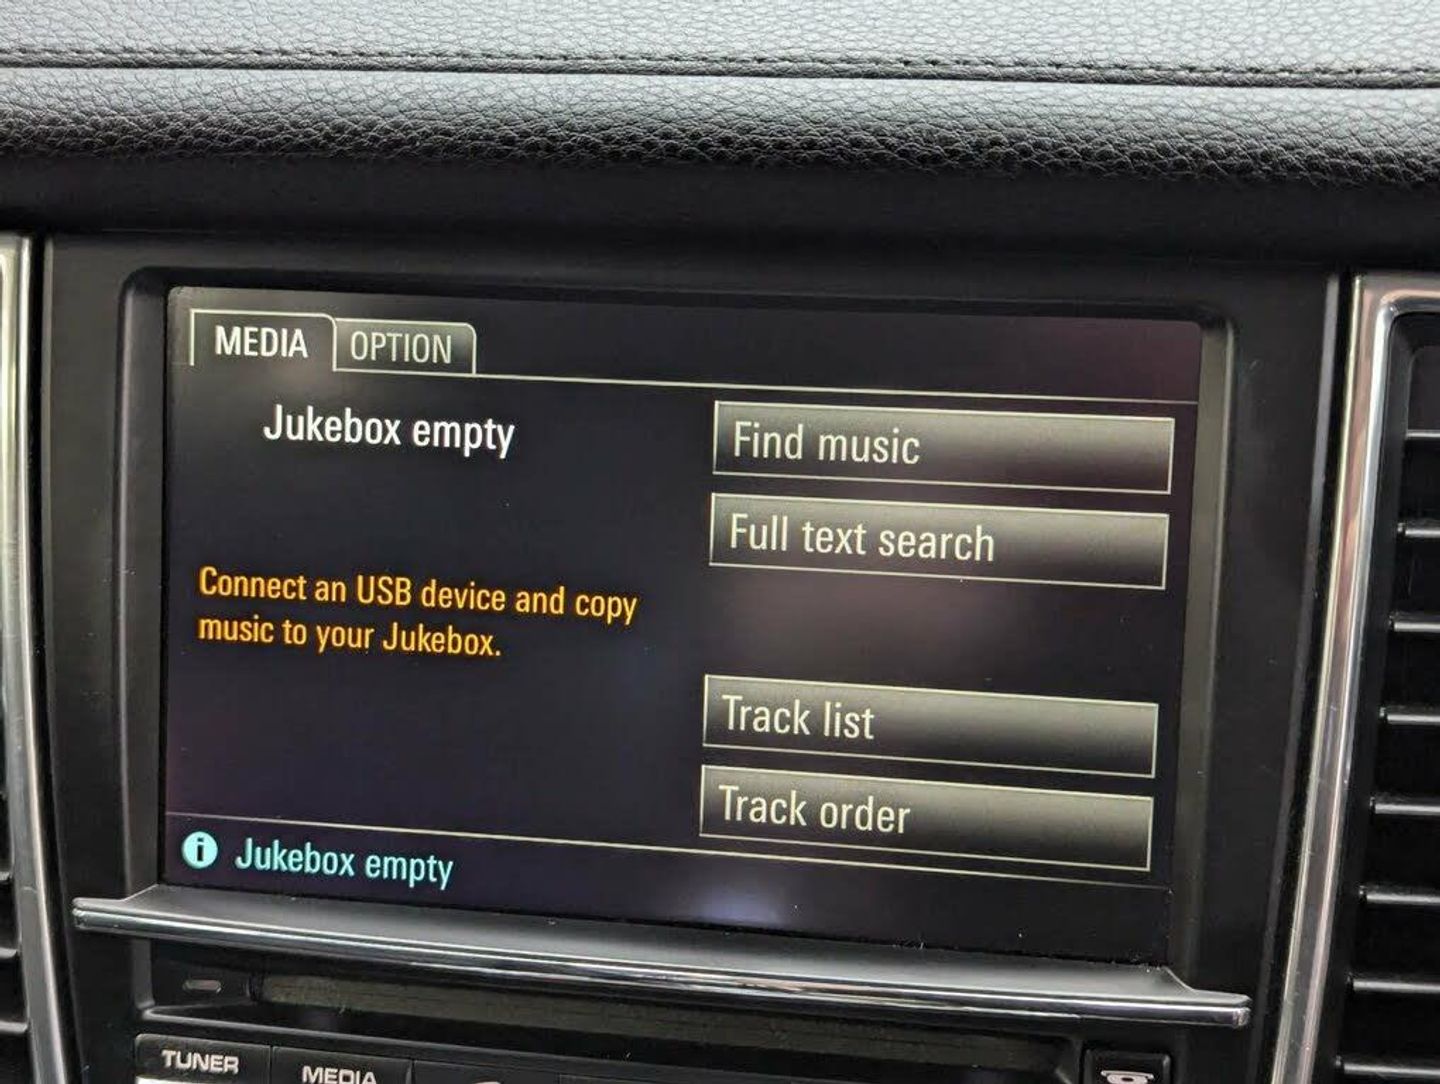 MEDIA OPTION
Jukebox empty
Find music
Full text search
Connect an USB device and copy
music to your Jukebox.
Track list
Track order
i Jukebox empty
TUNER
MEDIA